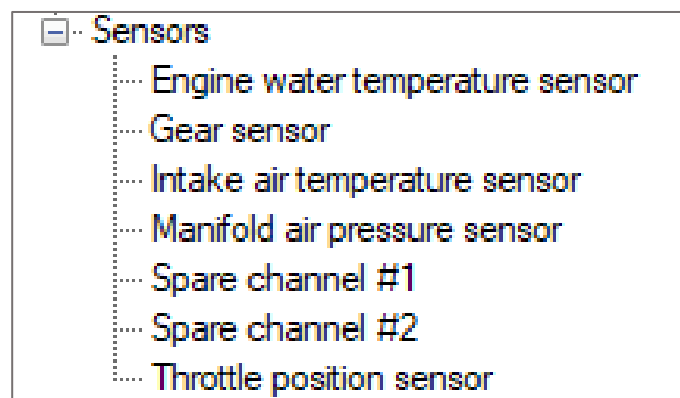 Sensors
Engine water temperature sensor
Gear sensor
Intake air temperature sensor
Manifold air pressure sensor
Spare channel #1
Spare channel #2
Throttle position sensor